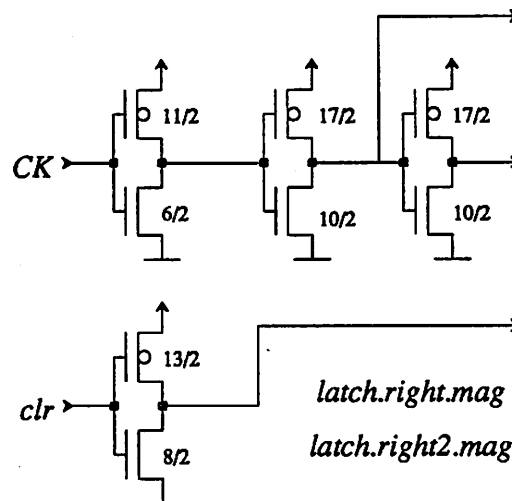 11/2 17/2 17/2
CK
6/2 10/2 10/2
13/2
latch.right.mag
clr
latch.right2.mag
8/2